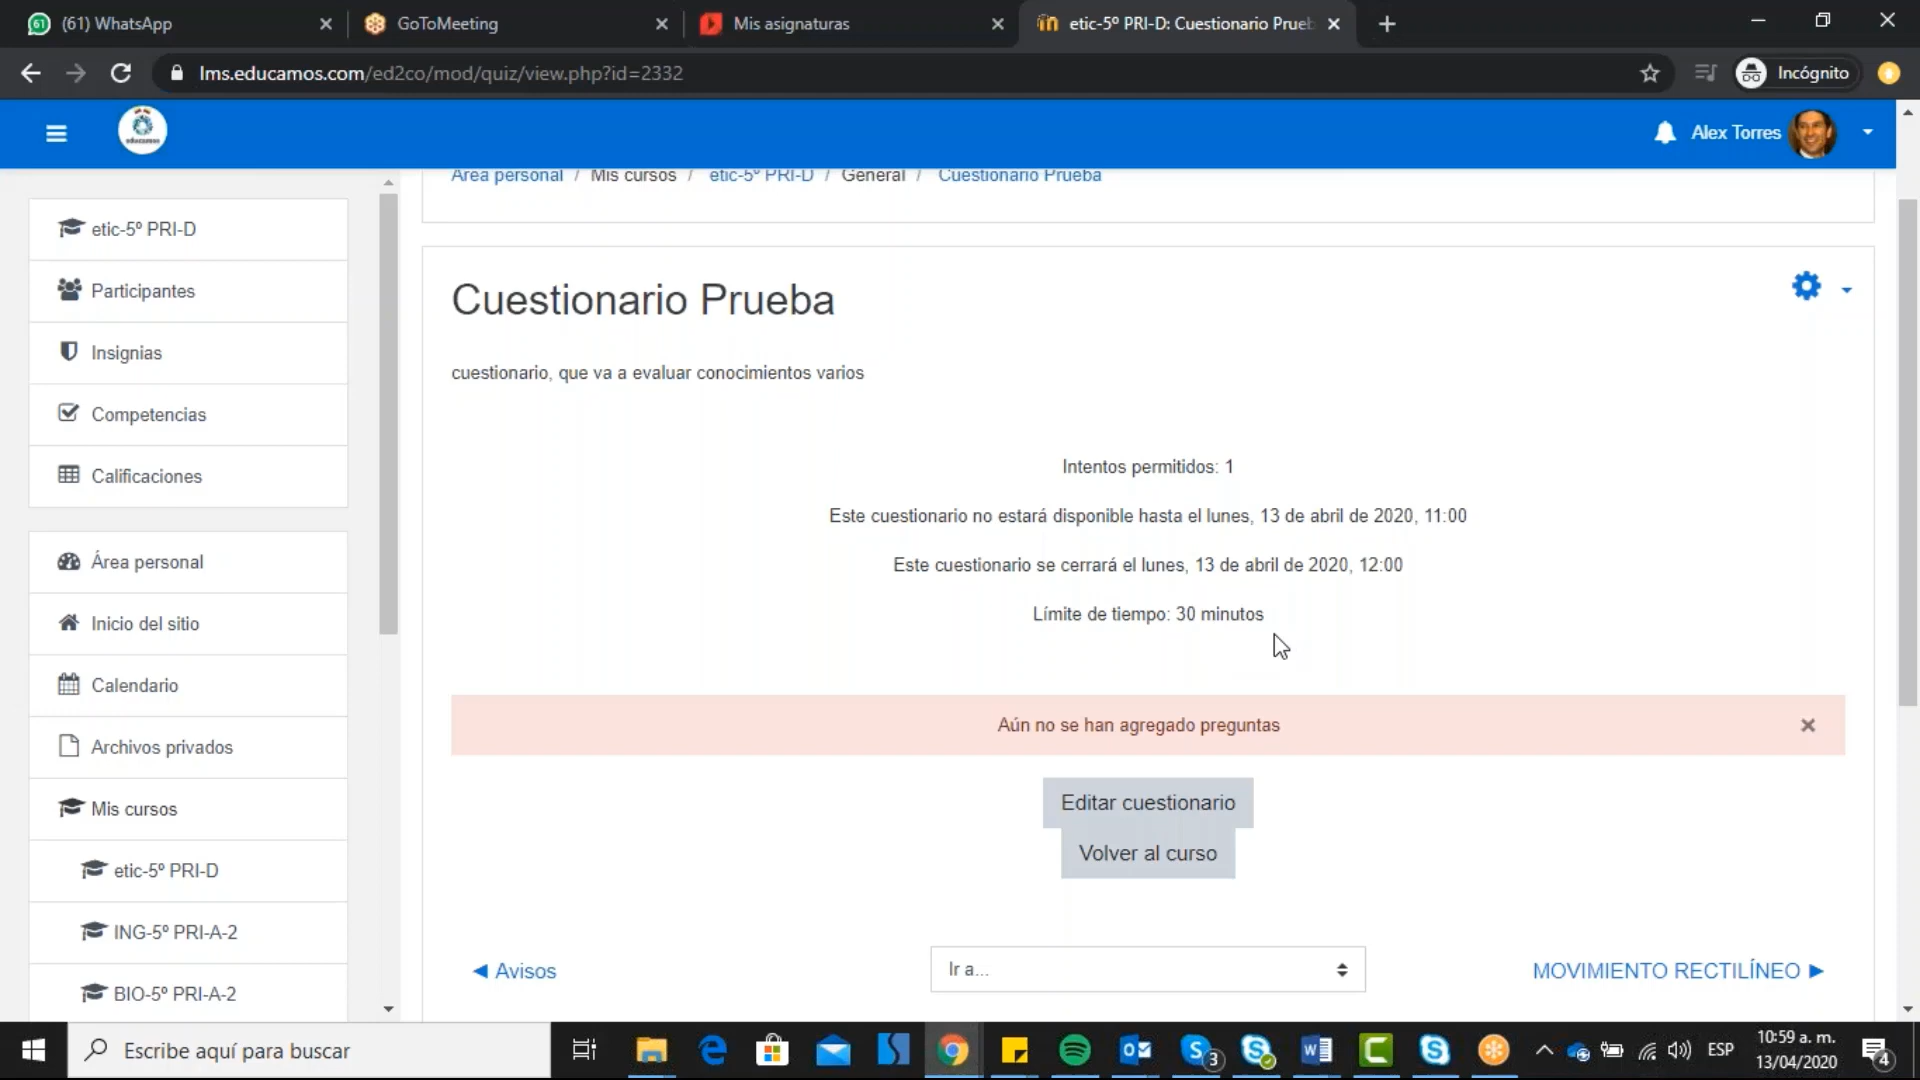 (61) WhatsApp
GoToMeeting
Mis asignaturas
etic-5º PRI-D: Cuestionario Prueb
lms.educamos.com/ed2co/mod/quiz/view.php?id=2332
Incógnito
Alex Torres
Área personal / Mis cursos / etic-5º PRI-D / General / Cuestionario Prueba
etic-5º PRI-D
Participantes
Insignias
Competencias
Calificaciones
Área personal
Inicio del sitio
Calendario
Archivos privados
Mis cursos
etic-5º PRI-D
ING-5º PRI-A-2
BIO-5º PRI-A-2
Cuestionario Prueba
cuestionario, que va a evaluar conocimientos varios
Intentos permitidos: 1
Este cuestionario no estará disponible hasta el lunes, 13 de abril de 2020, 11:00
Este cuestionario se cerrará el lunes, 13 de abril de 2020, 12:00
Límite de tiempo: 30 minutos
Aún no se han agregado preguntas
Editar cuestionario
Volver al curso
◄ Avisos
Ir a...
MOVIMIENTO RECTILÍNEO ►
Escribe aquí para buscar
3
ESP
10:59 a. m.
13/04/2020
4